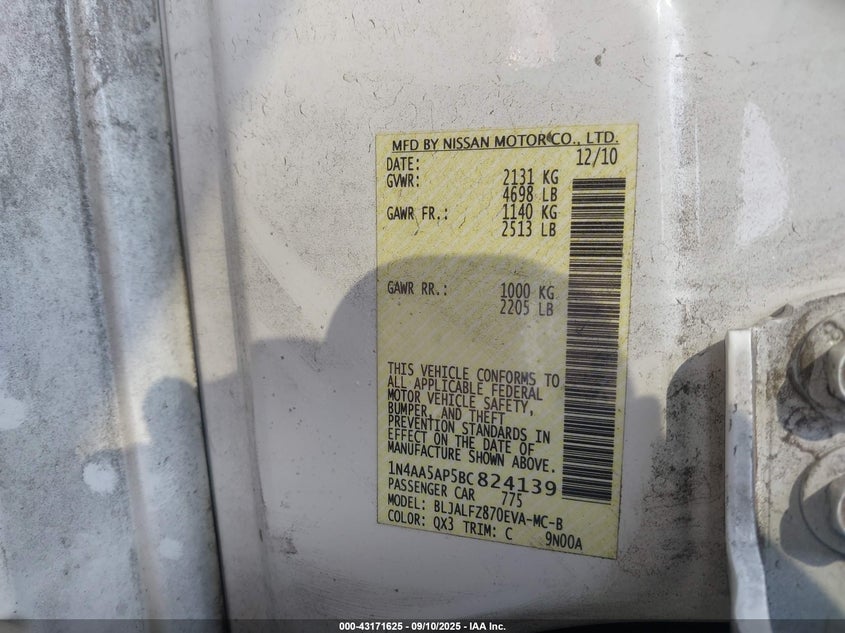 MFD BY NISSAN MOTOR CO., LTD.
DATE: 12/10
GVWR: 2131 KG
4698 LB
GAWR FR.: 1140 KG
2513 LB
GAWR RR.: 1000 KG
2205 LB
THIS VEHICLE CONFORMS TO
ALL APPLICABLE FEDERAL
MOTOR VEHICLE SAFETY,
BUMPER, AND THEFT
PREVENTION STANDARDS IN
EFFECT ON THE DATE OF
MANUFACTURE SHOWN ABOVE.
1N4AA5AP5BC824139
PASSENGER CAR 775
MODEL: BLJALFZ870EVA-MC-B
COLOR: QX3 TRIM: C 9N00A
000-43171625 - 09/10/2025 - IAA Inc.